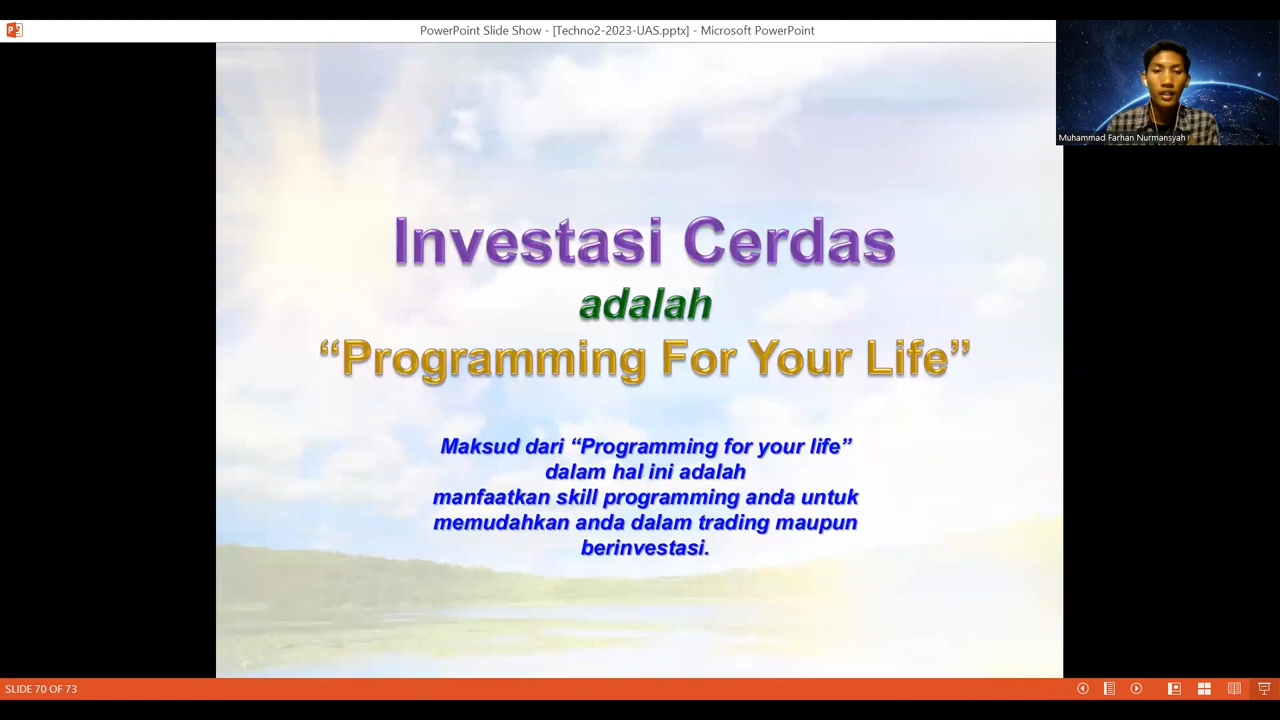 PowerPoint Slide Show - [Techno2-2023-UAS.pptx] - Microsoft PowerPoint
Muhammad Farhan Nurmansyah
Investasi Cerdas
adalah
“Programming For Your Life”
Maksud dari “Programming for your life”
dalam hal ini adalah
manfaatkan skill programming anda untuk
memudahkan anda dalam trading maupun
berinvestasi.
SLIDE 70 OF 73